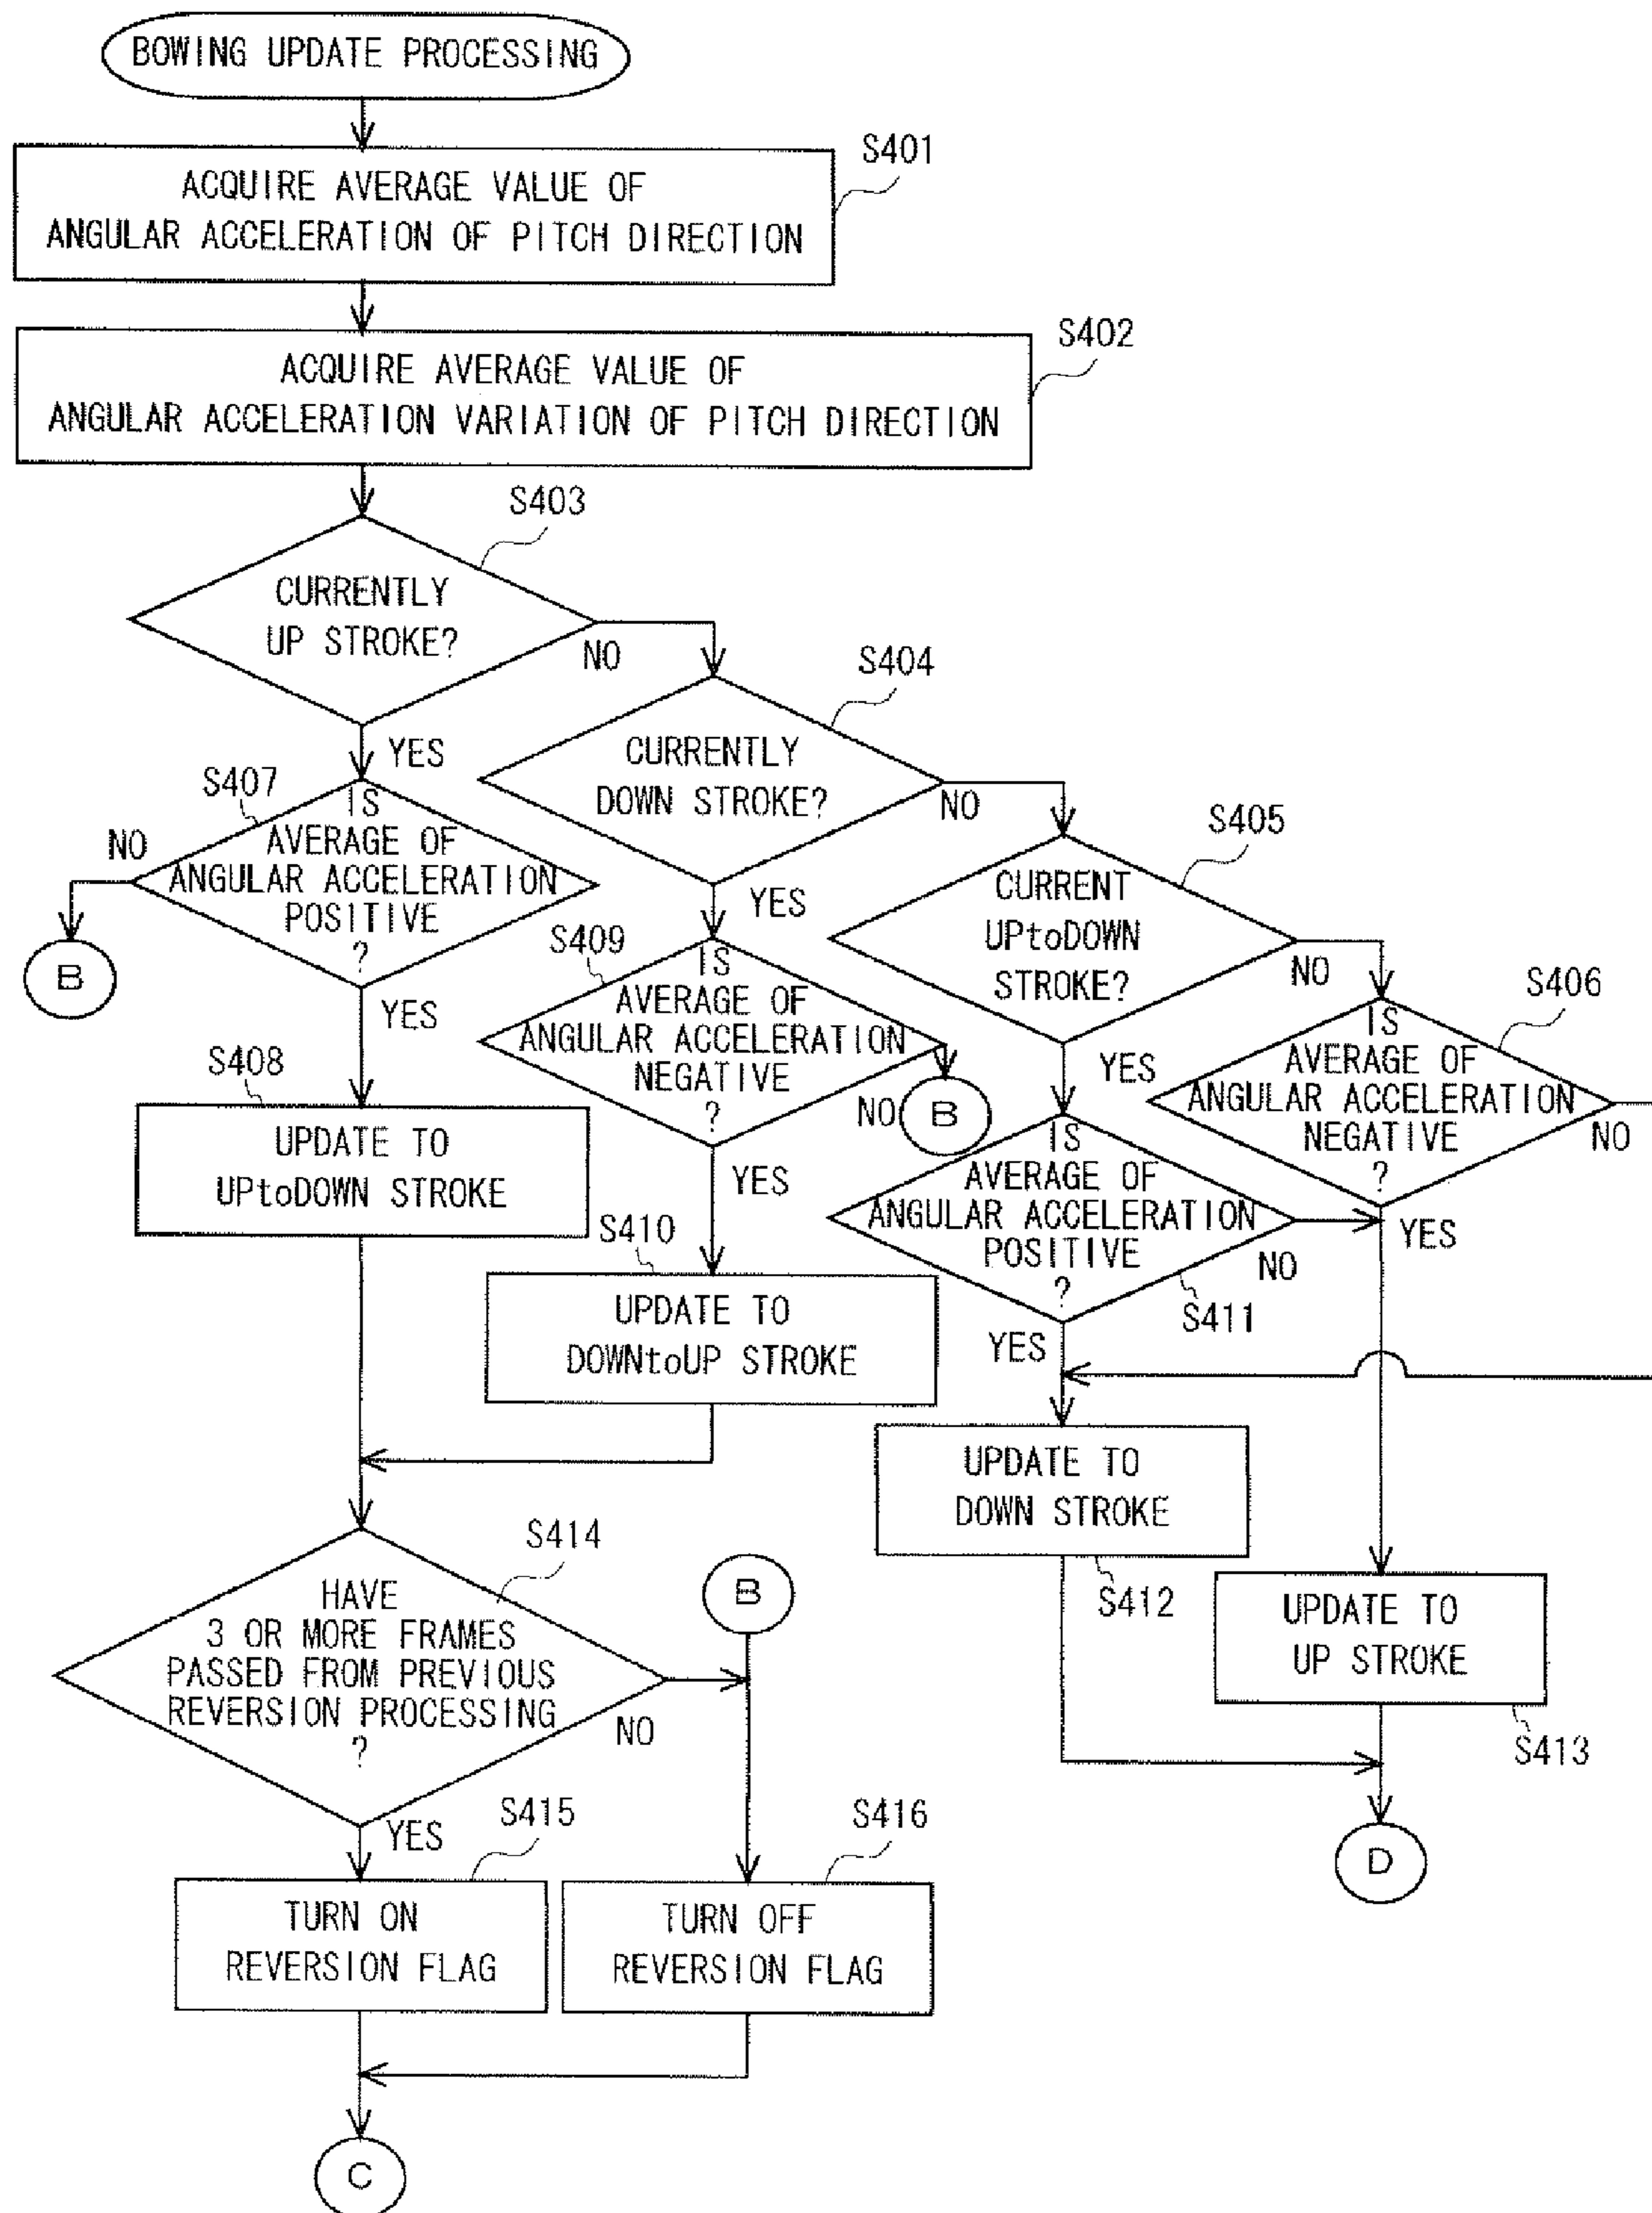 BOWING UPDATE PROCESSING
S401
ACQUIRE AVERAGE VALUE OF
ANGULAR ACCELERATION OF PITCH DIRECTION
S402
ACQUIRE AVERAGE VALUE OF
ANGULAR ACCELERATION VARIATION OF PITCH DIRECTION
S403
CURRENTLY
UP STROKE?
NO
YES
S404
CURRENTLY
DOWN STROKE?
NO
YES
S405
CURRENT
UPtoDOWN
STROKE?
NO
YES
S406
IS
AVERAGE OF
ANGULAR ACCELERATION
NEGATIVE
?
NO
YES
S407
IS
AVERAGE OF
ANGULAR ACCELERATION
POSITIVE
?
NO
B
YES
S408
UPDATE TO
UPtoDOWN STROKE
S409
IS
AVERAGE OF
ANGULAR ACCELERATION
NEGATIVE
?
NO
B
YES
S410
UPDATE TO
DOWNtoUP STROKE
IS
AVERAGE OF
ANGULAR ACCELERATION
POSITIVE
?
NO
S411
YES
UPDATE TO
DOWN STROKE
S412
UPDATE TO
UP STROKE
S413
D
S414
HAVE
3 OR MORE FRAMES
PASSED FROM PREVIOUS
REVERSION PROCESSING
?
NO
YES
B
S415
TURN ON
REVERSION FLAG
S416
TURN OFF
REVERSION FLAG
C